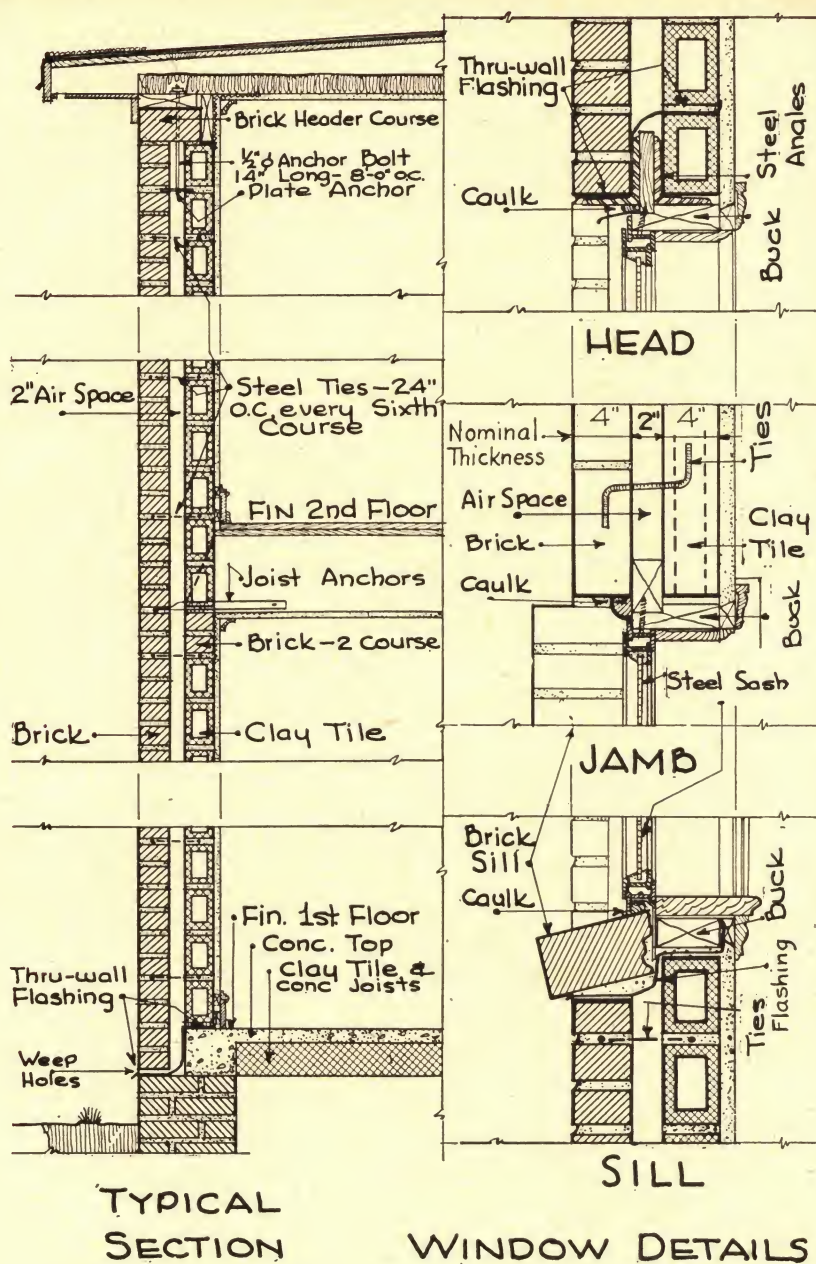 Brick Header Course
½"ϕ Anchor Bolt
14" Long - 8'-0" o.c.
Plate Anchor
2" Air Space
Steel Ties - 24"
O.C. every Sixth
Course
FIN 2nd Floor
Joist Anchors
Brick - 2 Course
Brick
Clay Tile
Fin. 1st Floor
Conc. Top
Clay Tile &
conc Joists
Thru-wall
Flashing
Weep
Holes
TYPICAL
SECTION
Thru-wall
Flashing
Steel
Angles
Caulk
Buck
HEAD
4" 2" 4"
Nominal
Thickness
Ties
Air Space
Brick
Clay
Tile
Caulk
Buck
Steel Sash
JAMB
Brick
Sill
Caulk
Buck
Ties
Flashing
SILL
WINDOW DETAILS